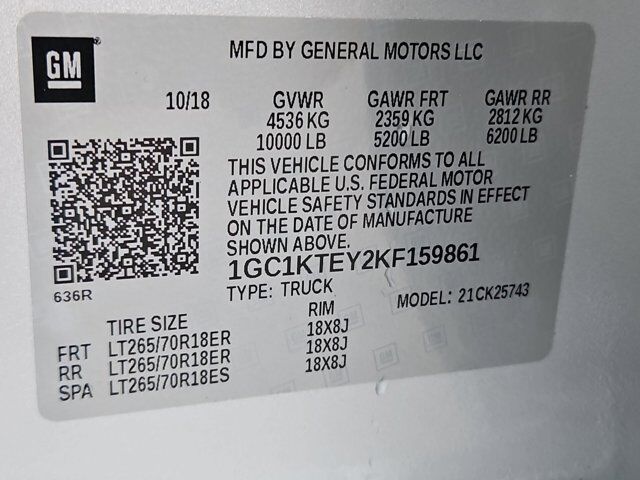 GM
MFD BY GENERAL MOTORS LLC
10/18 GVWR GAWR FRT GAWR RR
4536 KG 2359 KG 2812 KG
10000 LB 5200 LB 6200 LB
THIS VEHICLE CONFORMS TO ALL
APPLICABLE U.S. FEDERAL MOTOR
VEHICLE SAFETY STANDARDS IN EFFECT
ON THE DATE OF MANUFACTURE
SHOWN ABOVE.
1GC1KTEY2KF159861
636R
TYPE: TRUCK MODEL: 21CK25743
TIRE SIZE RIM
FRT LT265/70R18ER 18X8J
RR LT265/70R18ER 18X8J
SPA LT265/70R18ES 18X8J